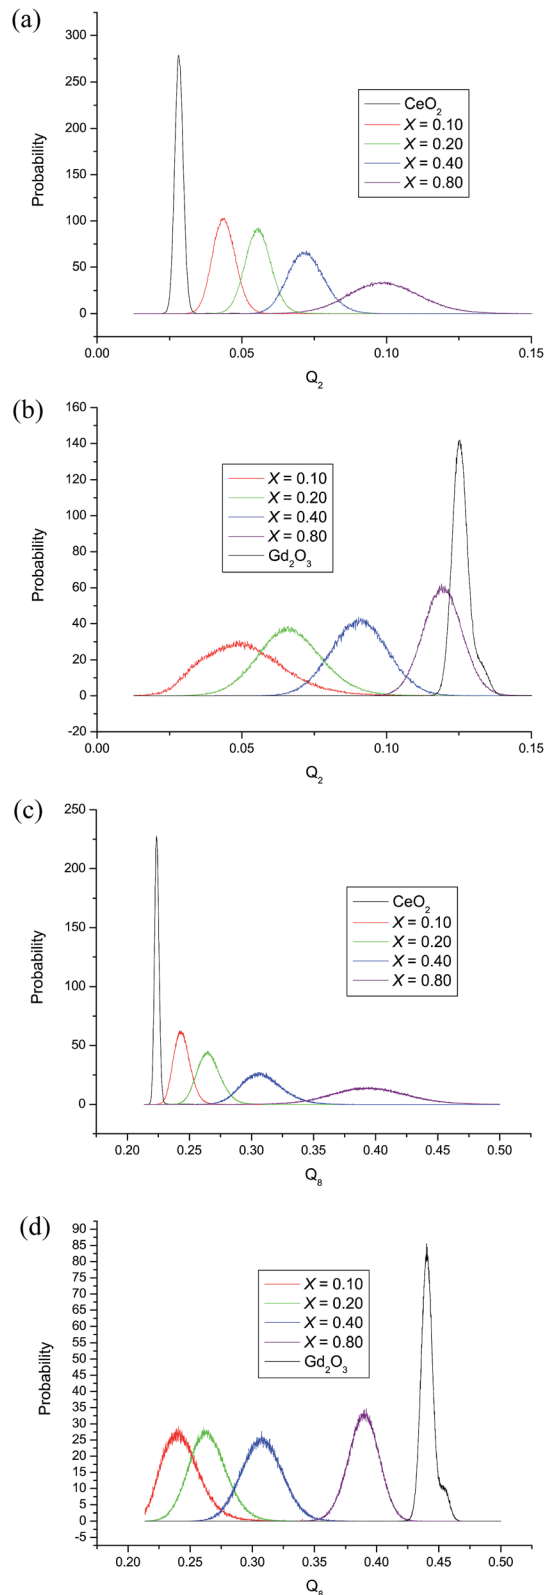 (a)
300
250
200
150
100
50
0
Probability
CeO₂
X = 0.10
X = 0.20
X = 0.40
X = 0.80
0.00 0.05 0.10 0.15
Q₂
(b)
160
140
120
100
80
60
40
20
0
-20
Probability
X = 0.10
X = 0.20
X = 0.40
X = 0.80
Gd₂O₃
0.00 0.05 0.10 0.15
Q₂
(c)
250
200
150
100
50
0
Probability
CeO₂
X = 0.10
X = 0.20
X = 0.40
X = 0.80
0.20 0.25 0.30 0.35 0.40 0.45 0.50
Q₈
(d)
90
85
80
75
70
65
60
55
50
45
40
35
30
25
20
15
10
5
0
-5
Probability
X = 0.10
X = 0.20
X = 0.40
X = 0.80
Gd₂O₃
0.20 0.25 0.30 0.35 0.40 0.45 0.50
Q₈